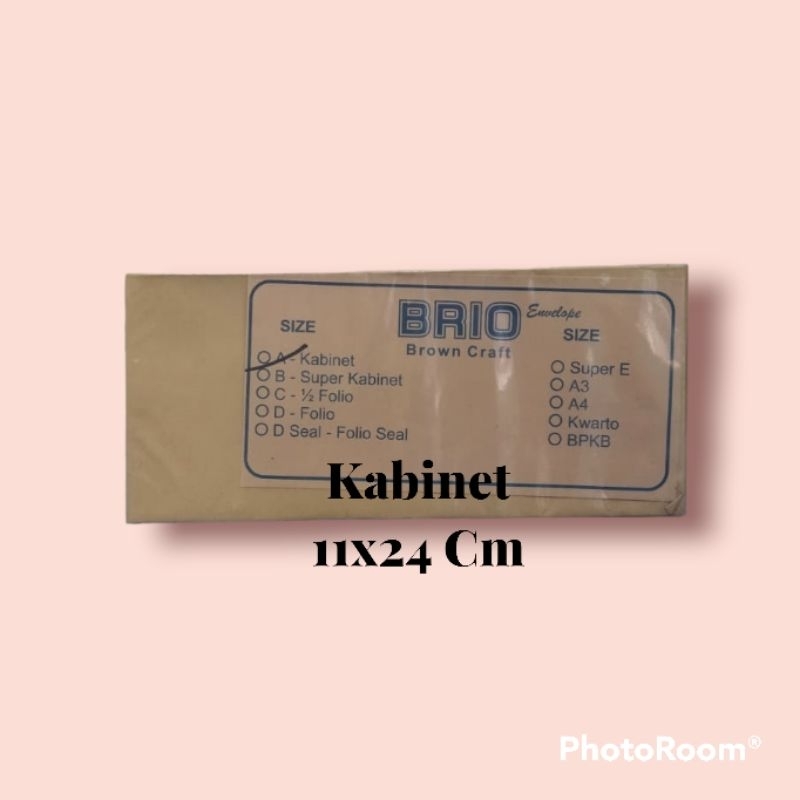 BRIO Envelope
Brown Craft
SIZE
A - Kabinet
B - Super Kabinet
C - ½ Folio
D - Folio
D Seal - Folio Seal
SIZE
Super E
A3
A4
Kwarto
BPKB
Kabinet
11x24 Cm
PhotoRoom®